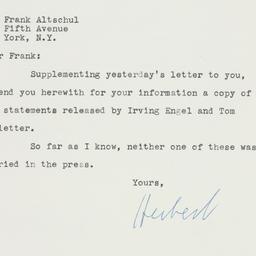 Frank Altschul
Fifth Avenue
York, N.Y.
r Frank:
Supplementing yesterday's letter to you,
end you herewith for your information a copy of
statements released by Irving Engel and Tom
letter.
So far as I know, neither one of these was
ried in the press.
Yours,
Herbert